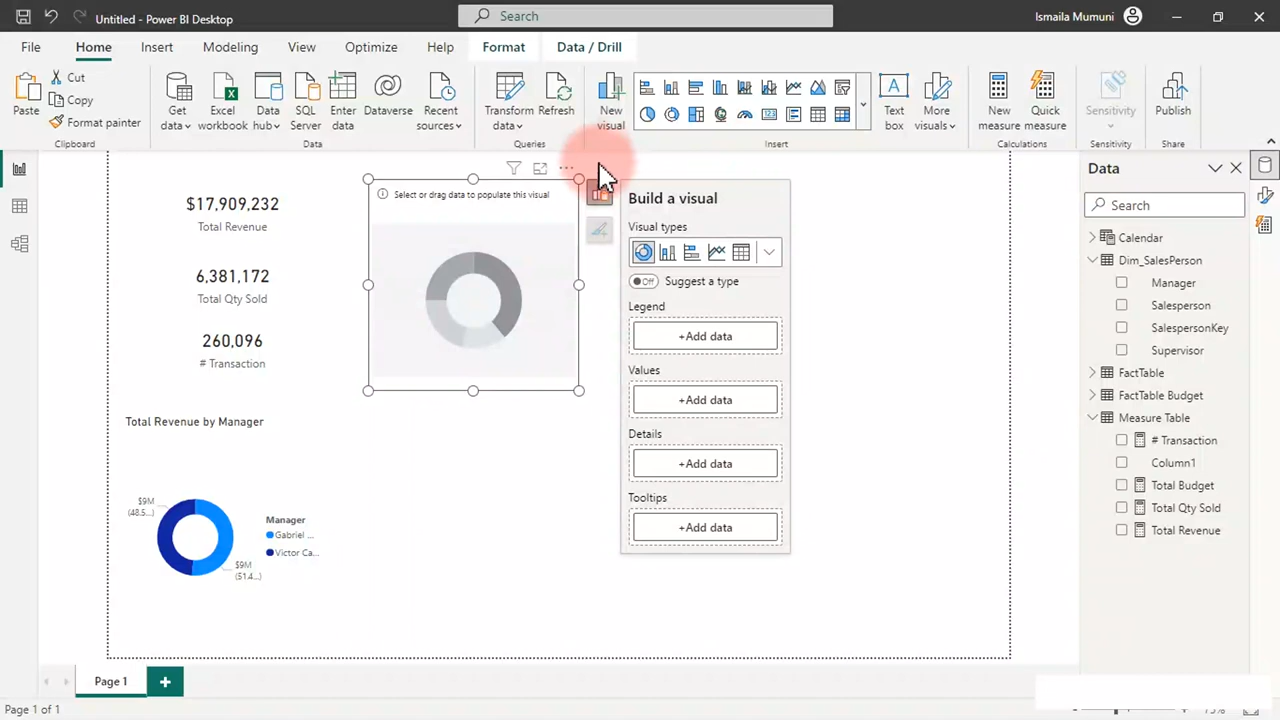 Untitled - Power BI Desktop
Search
Ismaila Mumuni
File
Home
Insert
Modeling
View
Optimize
Help
Format
Data / Drill
Paste
Cut
Copy
Format painter
Get
data
Excel
workbook
Data
hub
SQL
Server
Enter
data
Dataverse
Recent
sources
Transform
data
Refresh
New
visual
Text
box
More
visuals
New
measure
Quick
measure
Sensitivity
Publish
Clipboard
Data
Queries
Insert
Calculations
Sensitivity
Share
$17,909,232
Total Revenue
6,381,172
Total Qty Sold
260,096
# Transaction
Select or drag data to populate this visual
Total Revenue by Manager
$9M
(48.5...)
$9M
(51.4...)
Manager
Gabriel ...
Victor Ca...
Build a visual
Visual types
Off
Suggest a type
Legend
+Add data
Values
+Add data
Details
+Add data
Tooltips
+Add data
Data
Search
Calendar
Dim_SalesPerson
Manager
Salesperson
SalespersonKey
Supervisor
FactTable
FactTable Budget
Measure Table
# Transaction
Column1
Total Budget
Total Qty Sold
Total Revenue
Page 1
Page 1 of 1